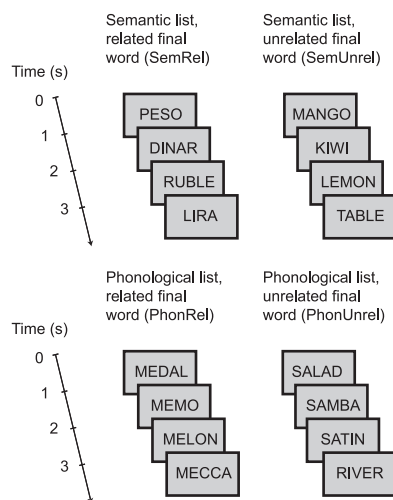 Semantic list,
related final
word (SemRel)
Semantic list,
unrelated final
word (SemUnrel)
Time (s)
0
1
2
3
PESO
DINAR
RUBLE
LIRA
MANGO
KIWI
LEMON
TABLE
Phonological list,
related final
word (PhonRel)
Phonological list,
unrelated final
word (PhonUnrel)
Time (s)
0
1
2
3
MEDAL
MEMO
MELON
MECCA
SALAD
SAMBA
SATIN
RIVER